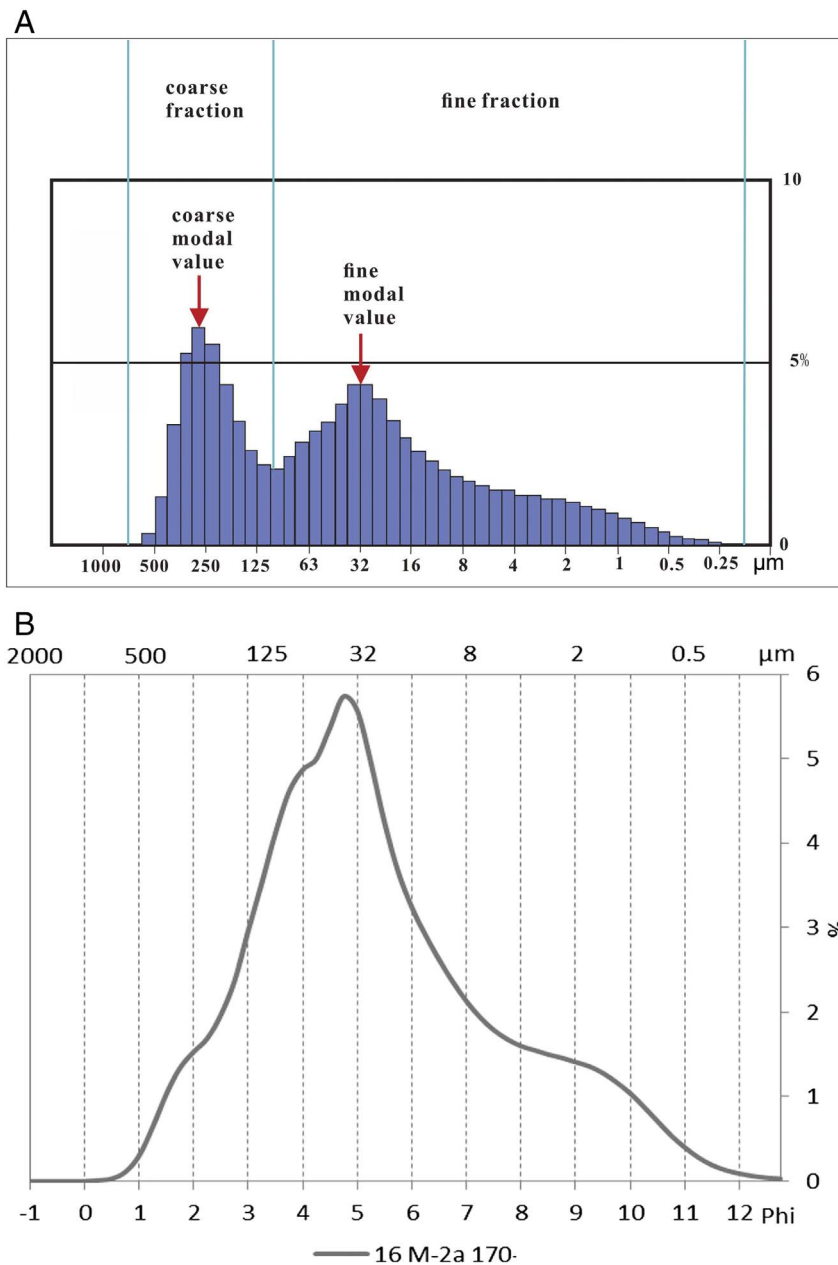 A
coarse
fraction
fine fraction
10
coarse
modal
value
fine
modal
value
5%
0
1000 500 250 125 63 32 16 8 4 2 1 0.5 0.25 μm
B
2000 500 125 32 8 2 0.5 μm
6
5
4
3
%
2
1
0
-1 0 1 2 3 4 5 6 7 8 9 10 11 12 Phi
16 M-2a 170-